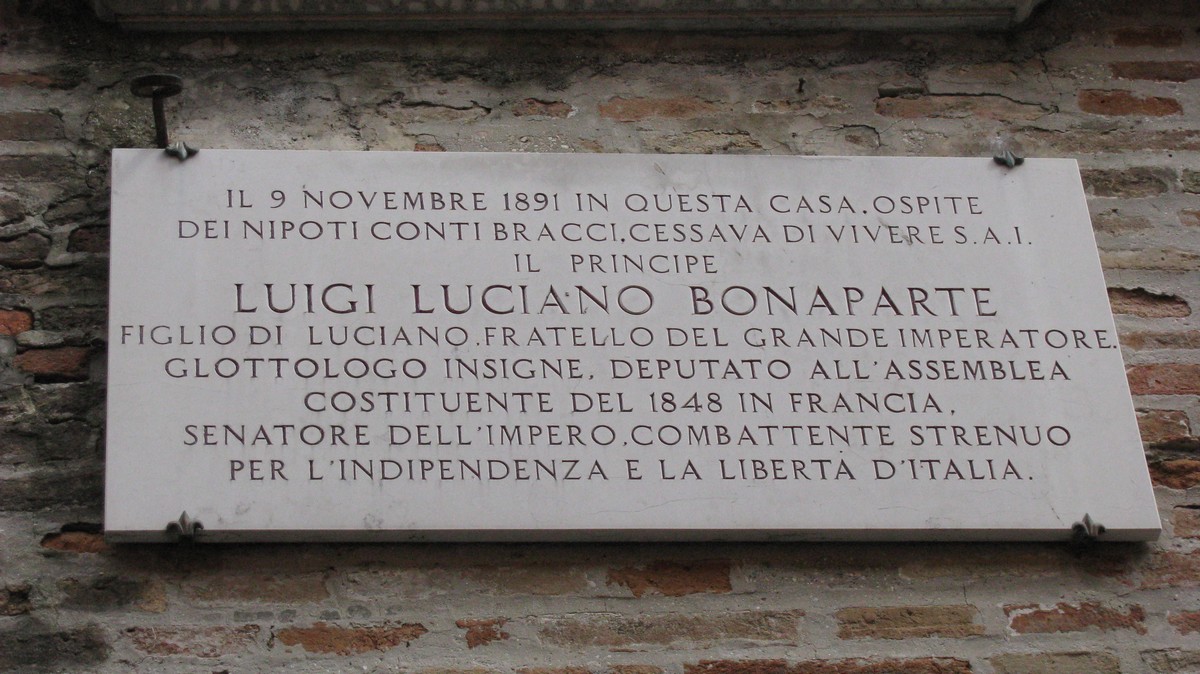 IL 9 NOVEMBRE 1891 IN QUESTA CASA, OSPITE
DEI NIPOTI CONTI BRACCI, CESSAVA DI VIVERE S.A.I.
IL PRINCIPE
LUIGI LUCIANO BONAPARTE
FIGLIO DI LUCIANO, FRATELLO DEL GRANDE IMPERATORE.
GLOTTOLOGO INSIGNE, DEPUTATO ALL'ASSEMBLEA
COSTITUENTE DEL 1848 IN FRANCIA,
SENATORE DELL'IMPERO, COMBATTENTE STRENUO
PER L'INDIPENDENZA E LA LIBERTA D'ITALIA.